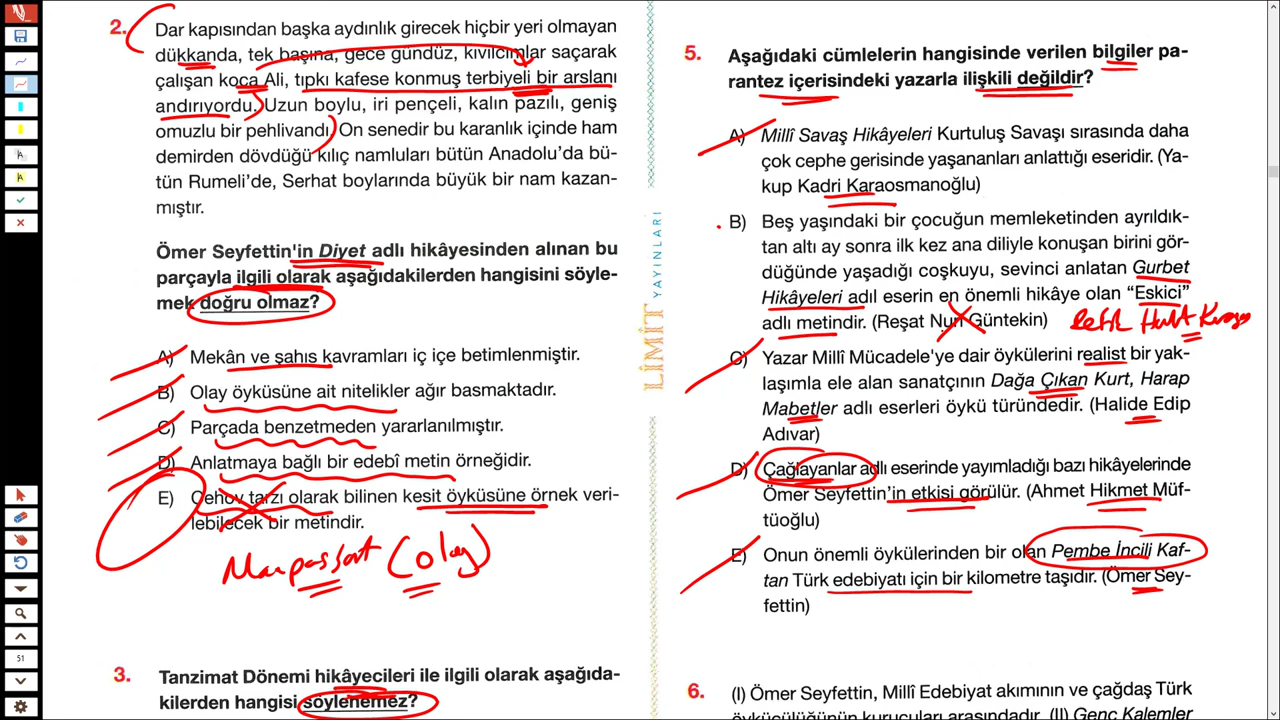 2. Dar kapısından başka aydınlık girecek hiçbir yeri olmayan
dükkanda, tek başına, gece gündüz, kıvılcımlar saçarak
çalışan koca Ali, tıpkı kafese konmuş terbiyeli bir arslanı
andırıyordu. Uzun boylu, iri pençeli, kalın pazılı, geniş
omuzlu bir pehlivandı. On senedir bu karanlık içinde ham
demirden dövdüğü kılıç namluları bütün Anadolu'da bü-
tün Rumeli'de, Serhat boylarında büyük bir nam kazan-
mıştır.
Ömer Seyfettin'in Diyet adlı hikâyesinden alınan bu
parçayla ilgili olarak aşağıdakilerden hangisini söyle-
mek doğru olmaz?
A) Mekân ve şahıs kavramları iç içe betimlenmiştir.
B) Olay öyküsüne ait nitelikler ağır basmaktadır.
C) Parçada benzetmeden yararlanılmıştır.
D) Anlatmaya bağlı bir edebî metin örneğidir.
E) Çehov tarzı olarak bilinen kesit öyküsüne örnek veri-
lebilecek bir metindir.
Maupassant (olay)
3. Tanzimat Dönemi hikâyecileri ile ilgili olarak aşağıda-
kilerden hangisi söylenemez?
LİMİT YAYINLARI
5. Aşağıdaki cümlelerin hangisinde verilen bilgiler pa-
rantez içerisindeki yazarla ilişkili değildir?
A) Millî Savaş Hikâyeleri Kurtuluş Savaşı sırasında daha
çok cephe gerisinde yaşananları anlattığı eseridir. (Ya-
kup Kadri Karaosmanoğlu)
B) Beş yaşındaki bir çocuğun memleketinden ayrıldık-
tan altı ay sonra ilk kez ana diliyle konuşan birini gör-
düğünde yaşadığı coşkuyu, sevinci anlatan Gurbet
Hikâyeleri adıl eserin en önemli hikâye olan “Eskici”
adlı metindir. (Reşat Nuri Güntekin) Refik Halit Karay
C) Yazar Millî Mücadele'ye dair öykülerini realist bir yak-
laşımla ele alan sanatçının Dağa Çıkan Kurt, Harap
Mabetler adlı eserleri öykü türündedir. (Halide Edip
Adıvar)
D) Çağlayanlar adlı eserinde yayımladığı bazı hikâyelerinde
Ömer Seyfettin'in etkisi görülür. (Ahmet Hikmet Müf-
tüoğlu)
E) Onun önemli öykülerinden bir olan Pembe İncili Kaf-
tan Türk edebiyatı için bir kilometre taşıdır. (Ömer Sey-
fettin)
6. (I) Ömer Seyfettin, Millî Edebiyat akımının ve çağdaş Türk
öykücülüğünün kurucuları arasındadır. (II) Genç Kalemler
51